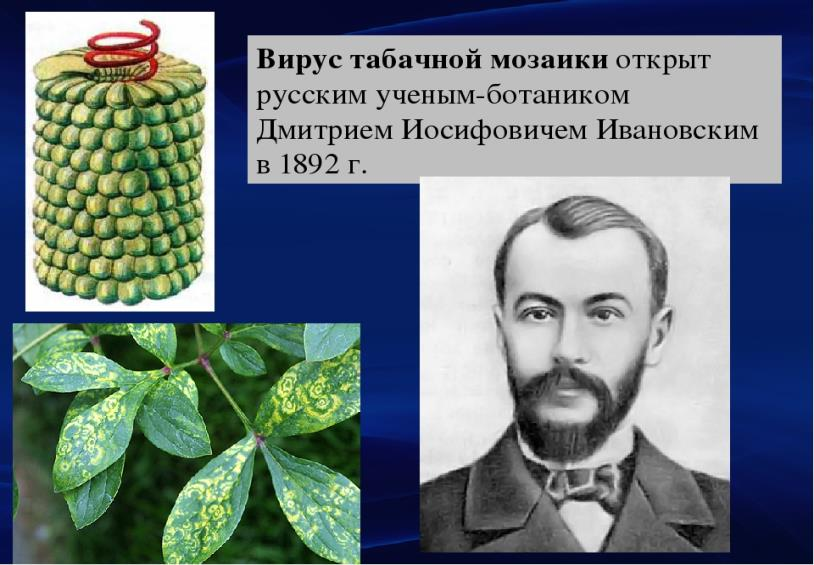 Вирус табачной мозаики открыт
русским ученым-ботаником
Дмитрием Иосифовичем Ивановским
в 1892 г.